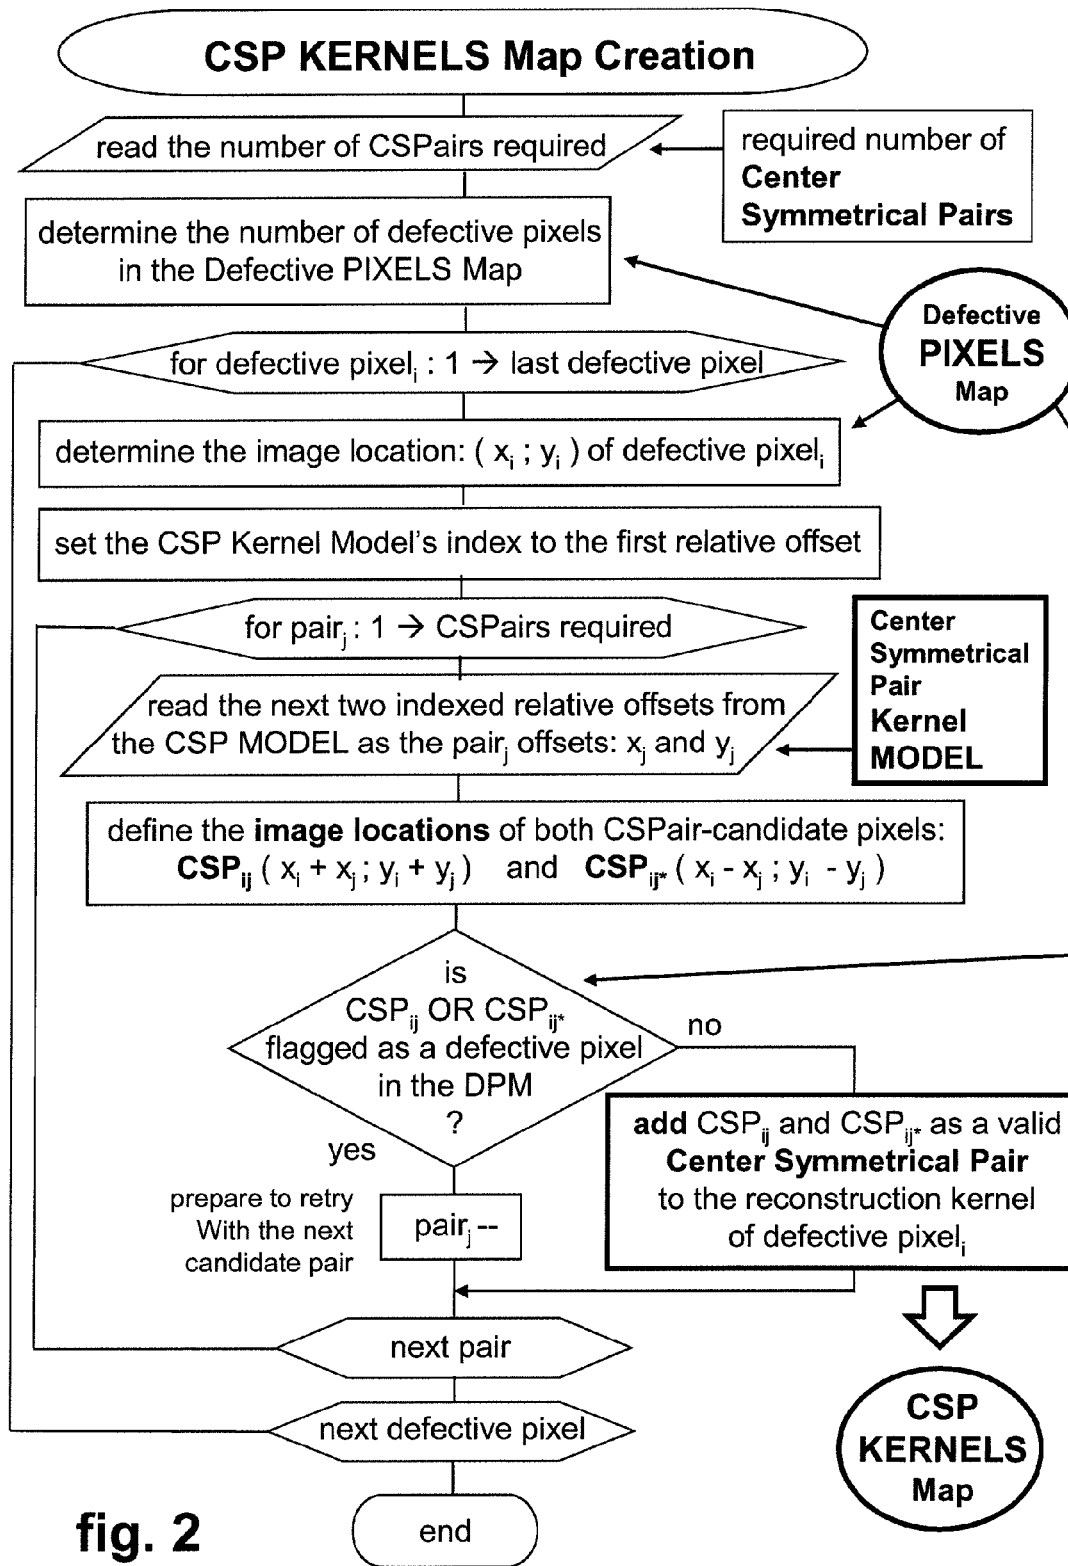 CSP KERNELS Map Creation
read the number of CSPairs required
required number of
Center
Symmetrical Pairs
determine the number of defective pixels
in the Defective PIXELS Map
Defective
PIXELS
Map
for defective pixelᵢ : 1 → last defective pixel
determine the image location: ( xᵢ ; yᵢ ) of defective pixelᵢ
set the CSP Kernel Model's index to the first relative offset
for pairⱼ : 1 → CSPairs required
Center
Symmetrical
Pair
Kernel
MODEL
read the next two indexed relative offsets from
the CSP MODEL as the pairⱼ offsets: xⱼ and yⱼ
define the image locations of both CSPair-candidate pixels:
CSPᵢⱼ ( xᵢ + xⱼ ; yᵢ + yⱼ ) and CSPᵢⱼ* ( xᵢ - xⱼ ; yᵢ - yⱼ )
is
CSPᵢⱼ OR CSPᵢⱼ*
flagged as a defective pixel
in the DPM
?
no
yes
add CSPᵢⱼ and CSPᵢⱼ* as a valid
Center Symmetrical Pair
to the reconstruction kernel
of defective pixelᵢ
prepare to retry
With the next
candidate pair
pairⱼ --
next pair
next defective pixel
CSP
KERNELS
Map
end
fig. 2